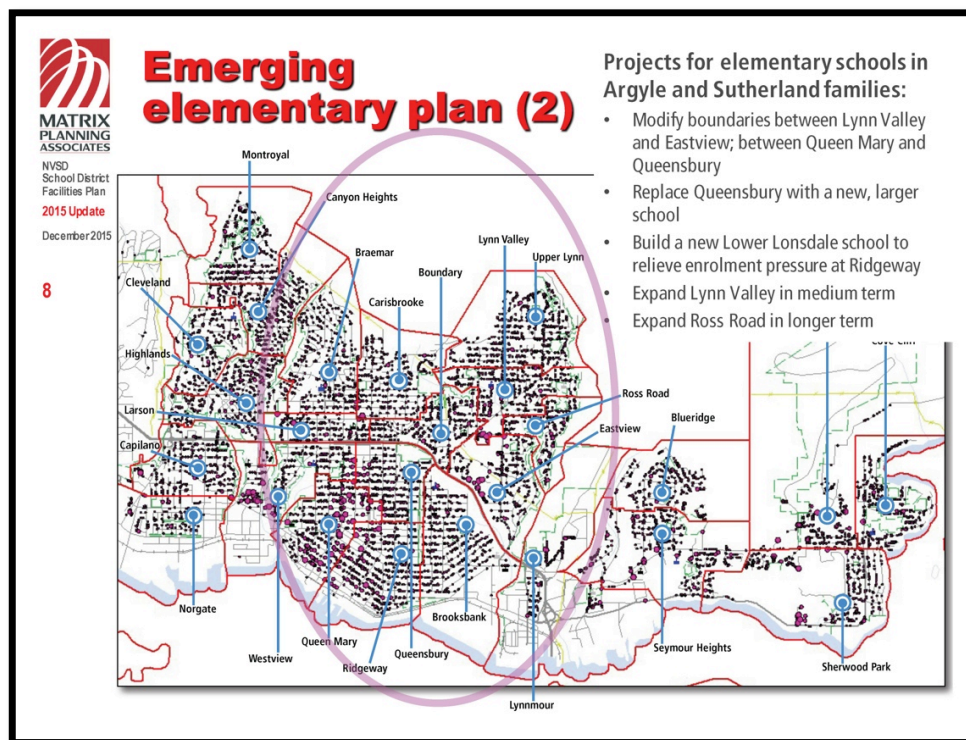 Emerging
elementary plan (2)
MATRIX
PLANNING
ASSOCIATES
NVSD
School District
Facilities Plan
2015 Update
December 2015
8
Projects for elementary schools in
Argyle and Sutherland families:
• Modify boundaries between Lynn Valley
and Eastview; between Queen Mary and
Queensbury
• Replace Queensbury with a new, larger
school
• Build a new Lower Lonsdale school to
relieve enrolment pressure at Ridgeway
• Expand Lynn Valley in medium term
• Expand Ross Road in longer term
Montroyal
Canyon Heights
Braemar
Lynn Valley
Upper Lynn
Boundary
Cleveland
Carisbrooke
Highlands
Ross Road
Larson
Blueridge
Eastview
Capilano
Norgate
Brooksbank
Queen Mary
Westview
Ridgeway
Queensbury
Seymour Heights
Sherwood Park
Lynnmour